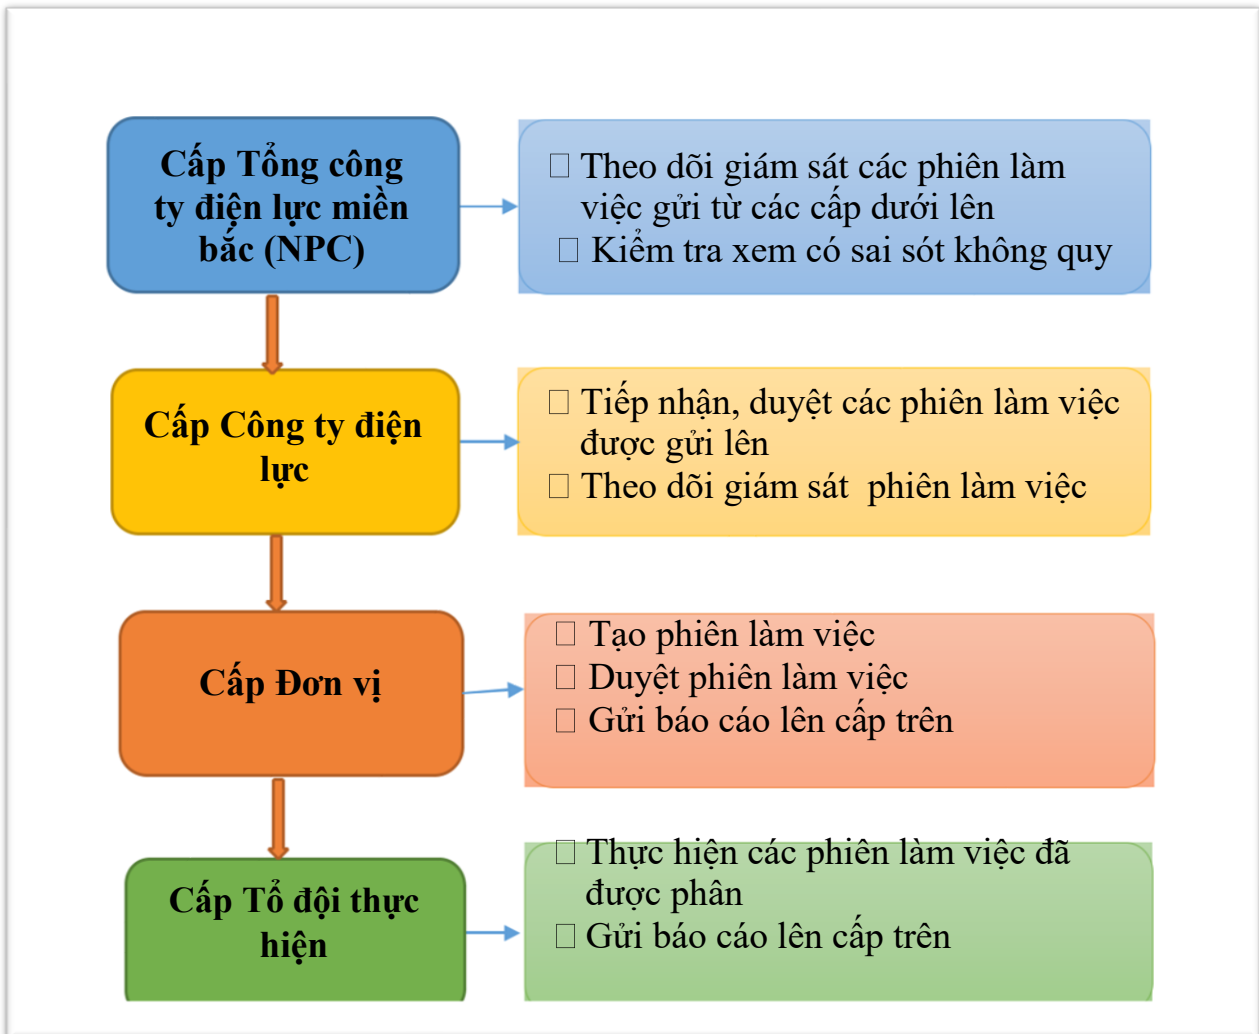 Cấp Tổng công
ty điện lực miền
bắc (NPC)
□ Theo dõi giám sát các phiên làm
việc gửi từ các cấp dưới lên
□ Kiểm tra xem có sai sót không quy
Cấp Công ty điện
lực
□ Tiếp nhận, duyệt các phiên làm việc
được gửi lên
□ Theo dõi giám sát  phiên làm việc
Cấp Đơn vị
□ Tạo phiên làm việc
□ Duyệt phiên làm việc
□ Gửi báo cáo lên cấp trên
Cấp Tổ đội thực
hiện
□ Thực hiện các phiên làm việc đã
được phân
□ Gửi báo cáo lên cấp trên